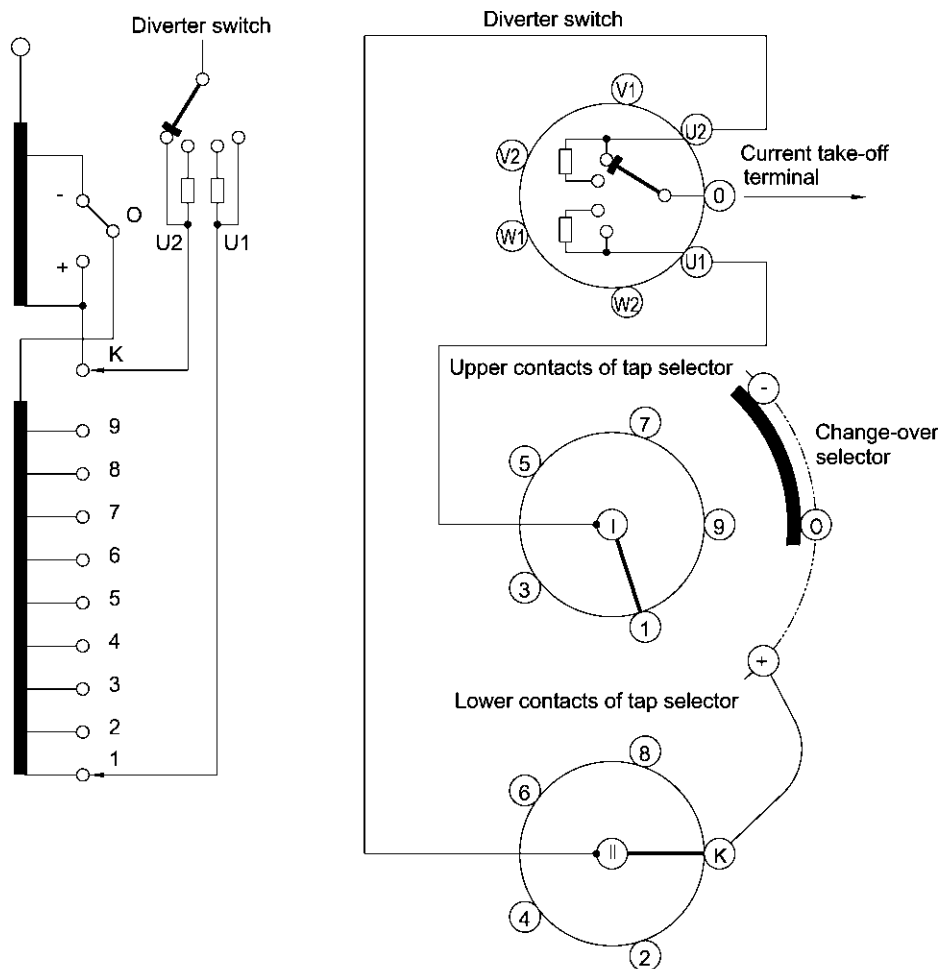 Diverter switch
-
O
+
U2
U1
K
9
8
7
6
5
4
3
2
1
Diverter switch
V1
U2
V2
0
Current take-off
terminal
W1
U1
W2
Upper contacts of tap selector
-
7
Change-over
selector
5
I
9
O
3
1
+
Lower contacts of tap selector
8
6
II
K
4
2